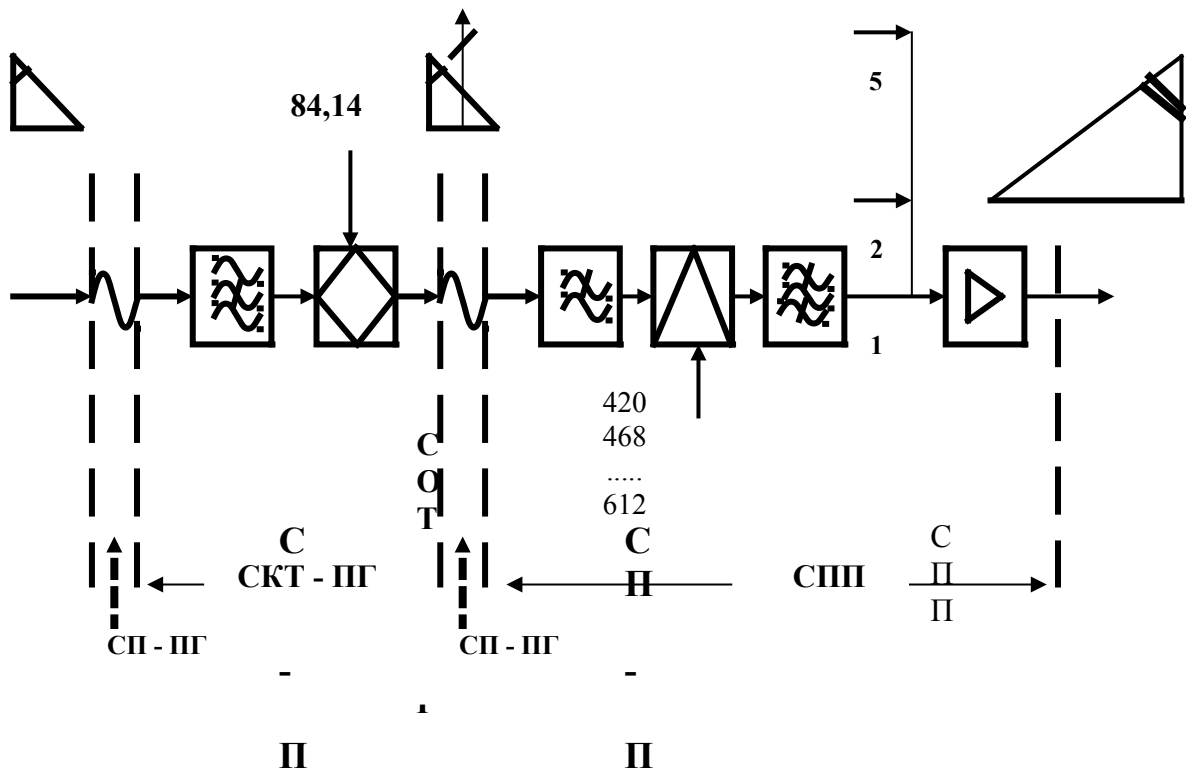 5
84,14
2
1
420
468
.....
612
С
О
Т
С
СКТ - ПГ
С
П
СПП
С
П
П
СП - ПГ
СП - ПГ
-
-
П
П